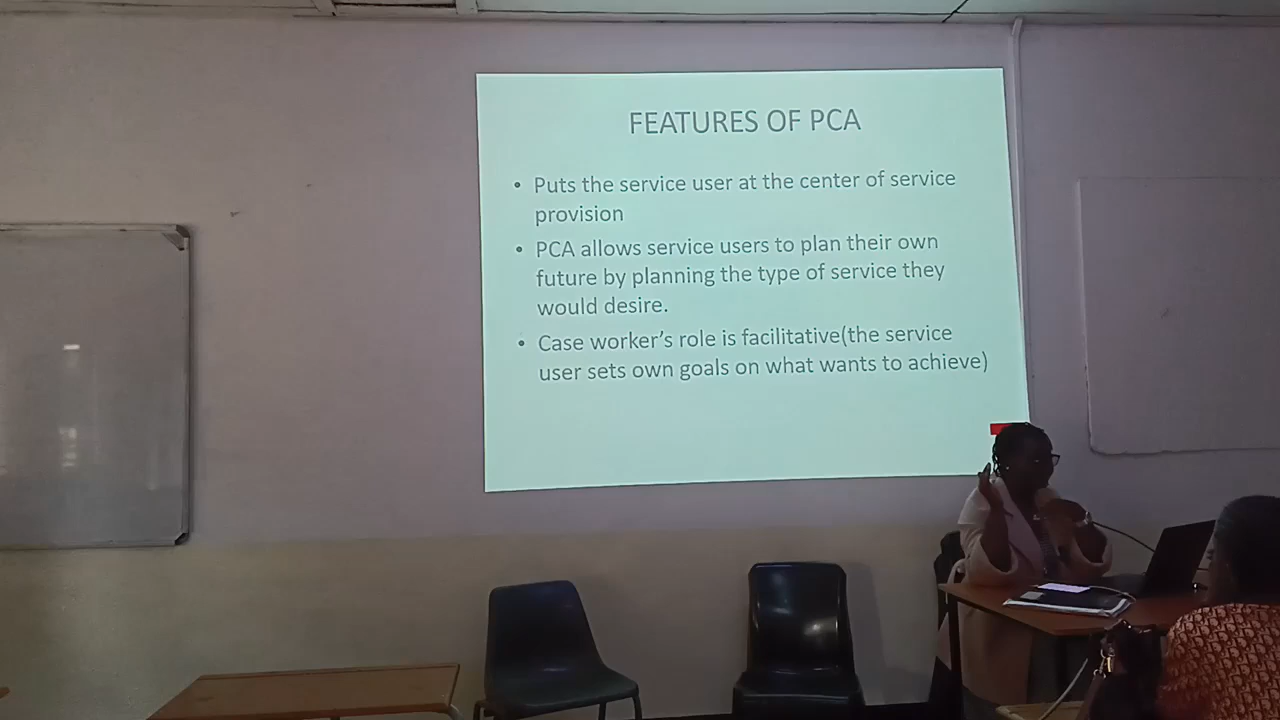 FEATURES OF PCA
• Puts the service user at the center of service
provision
• PCA allows service users to plan their own
future by planning the type of service they
would desire.
• Case worker's role is facilitative(the service
user sets own goals on what wants to achieve)